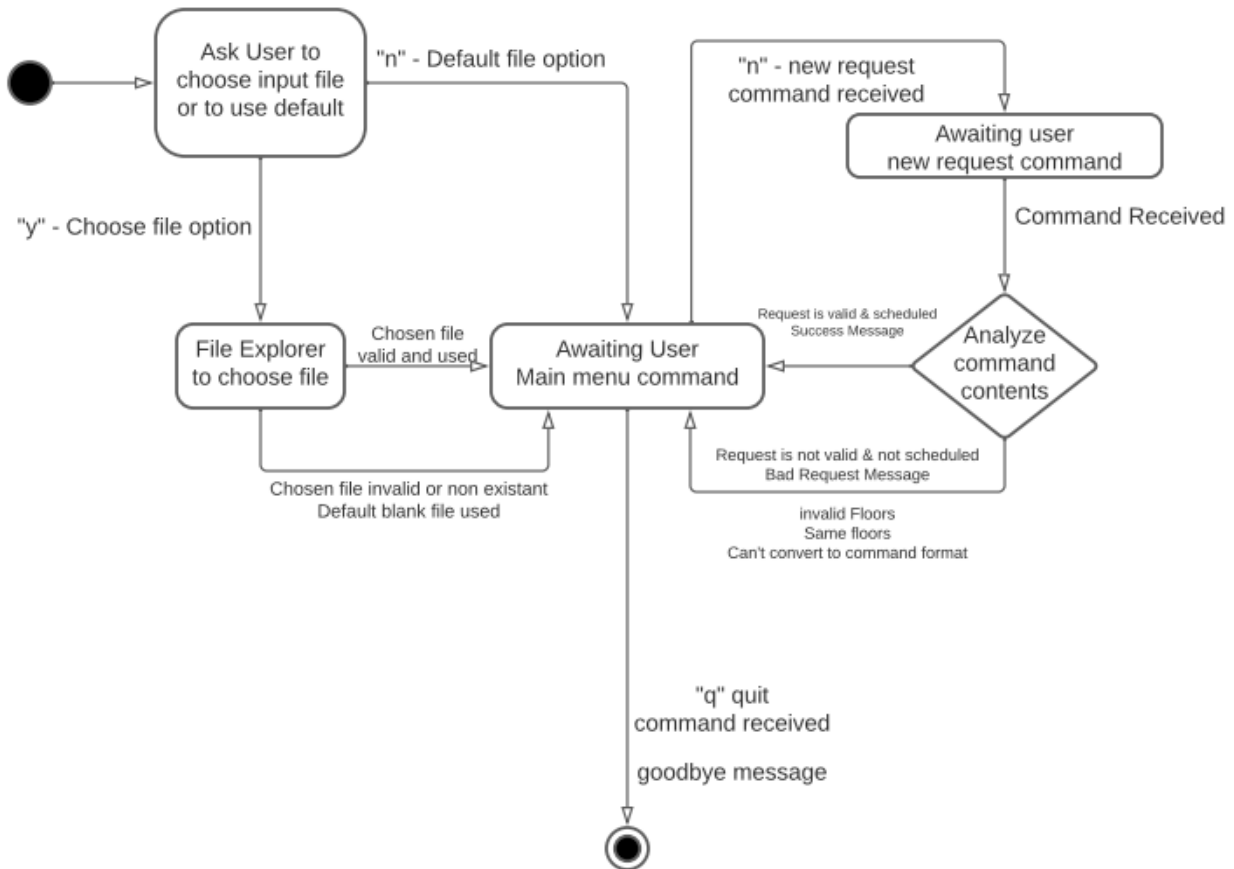 Ask User to
choose input file
or to use default
"n" - Default file option
"n" - new request
command received
Awaiting user
new request command
"y" - Choose file option
Command Received
File Explorer
to choose file
Chosen file
valid and used
Awaiting User
Main menu command
Request is valid & scheduled
Success Message
Analyze
command
contents
Chosen file invalid or non existant
Default blank file used
Request is not valid & not scheduled
Bad Request Message
invalid Floors
Same floors
Can't convert to command format
"q" quit
command received
goodbye message